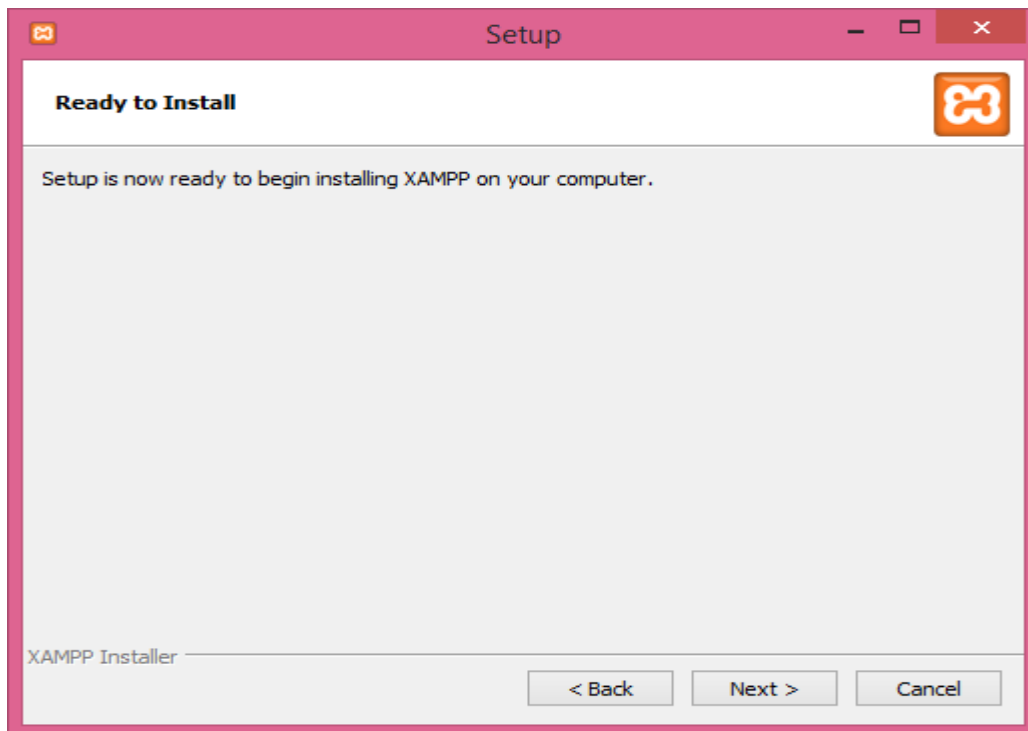 Setup
Ready to Install
Setup is now ready to begin installing XAMPP on your computer.
XAMPP Installer
< Back Next > Cancel